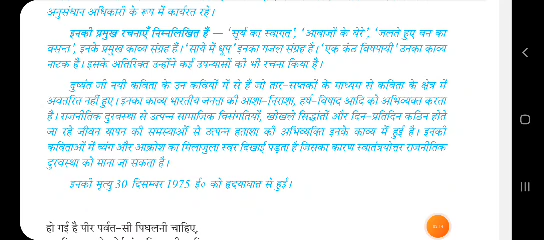 अनुसंधान अधिकारी के रूप में कार्यरत रहे।
इनकी प्रमुख रचनाएँ निम्नलिखित हैं – 'सूर्य का स्वागत', 'आवाजों के घेरे', 'जलते हुए वन का
वसन्त', इनके प्रमुख काव्य संग्रह हैं। 'साये में धूप' इनका गजल संग्रह है। 'एक कंठ विषपायी' उनका काव्य
नाटक है। इसके अतिरिक्त उन्होंने कई उपन्यासों की भी रचना किया है।
दुष्यंत जी नयी कविता के उन कवियों में से हैं जो तार-सप्तकों के माध्यम से कविता के क्षेत्र में
अवतरित नहीं हुए। इनका काव्य भारतीय जनता की आशा-निराशा, हर्ष-विषाद आदि को अभिव्यक्त करता
है। राजनीतिक दुरवस्था से उत्पन्न सामाजिक विसंगतियों, खोखले सिद्धांतों और दिन-प्रतिदिन कठिन होते
जा रहे जीवन यापन की समस्याओं से उत्पन्न हताशा की अभिव्यक्ति इनके काव्य में हुई है। इनकी
कविताओं में व्यंग और आक्रोश का मिलाजुला स्वर दिखाई पड़ता है जिसका कारण स्वातंत्र्योत्तर राजनीतिक
दुरवस्था को माना जा सकता है।
इनकी मृत्यु 30 दिसम्बर 1975 ई० को हृदयाघात से हुई।
हो गई है पीर पर्वत-सी पिघलनी चाहिए,